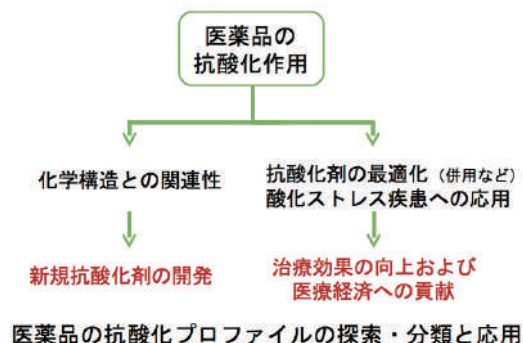 医薬品の
抗酸化作用
化学構造との関連性
抗酸化剤の最適化（併用など）
酸化ストレス疾患への応用
新規抗酸化剤の開発
治療効果の向上および
医療経済への貢献
医薬品の抗酸化プロファイルの探索・分類と応用